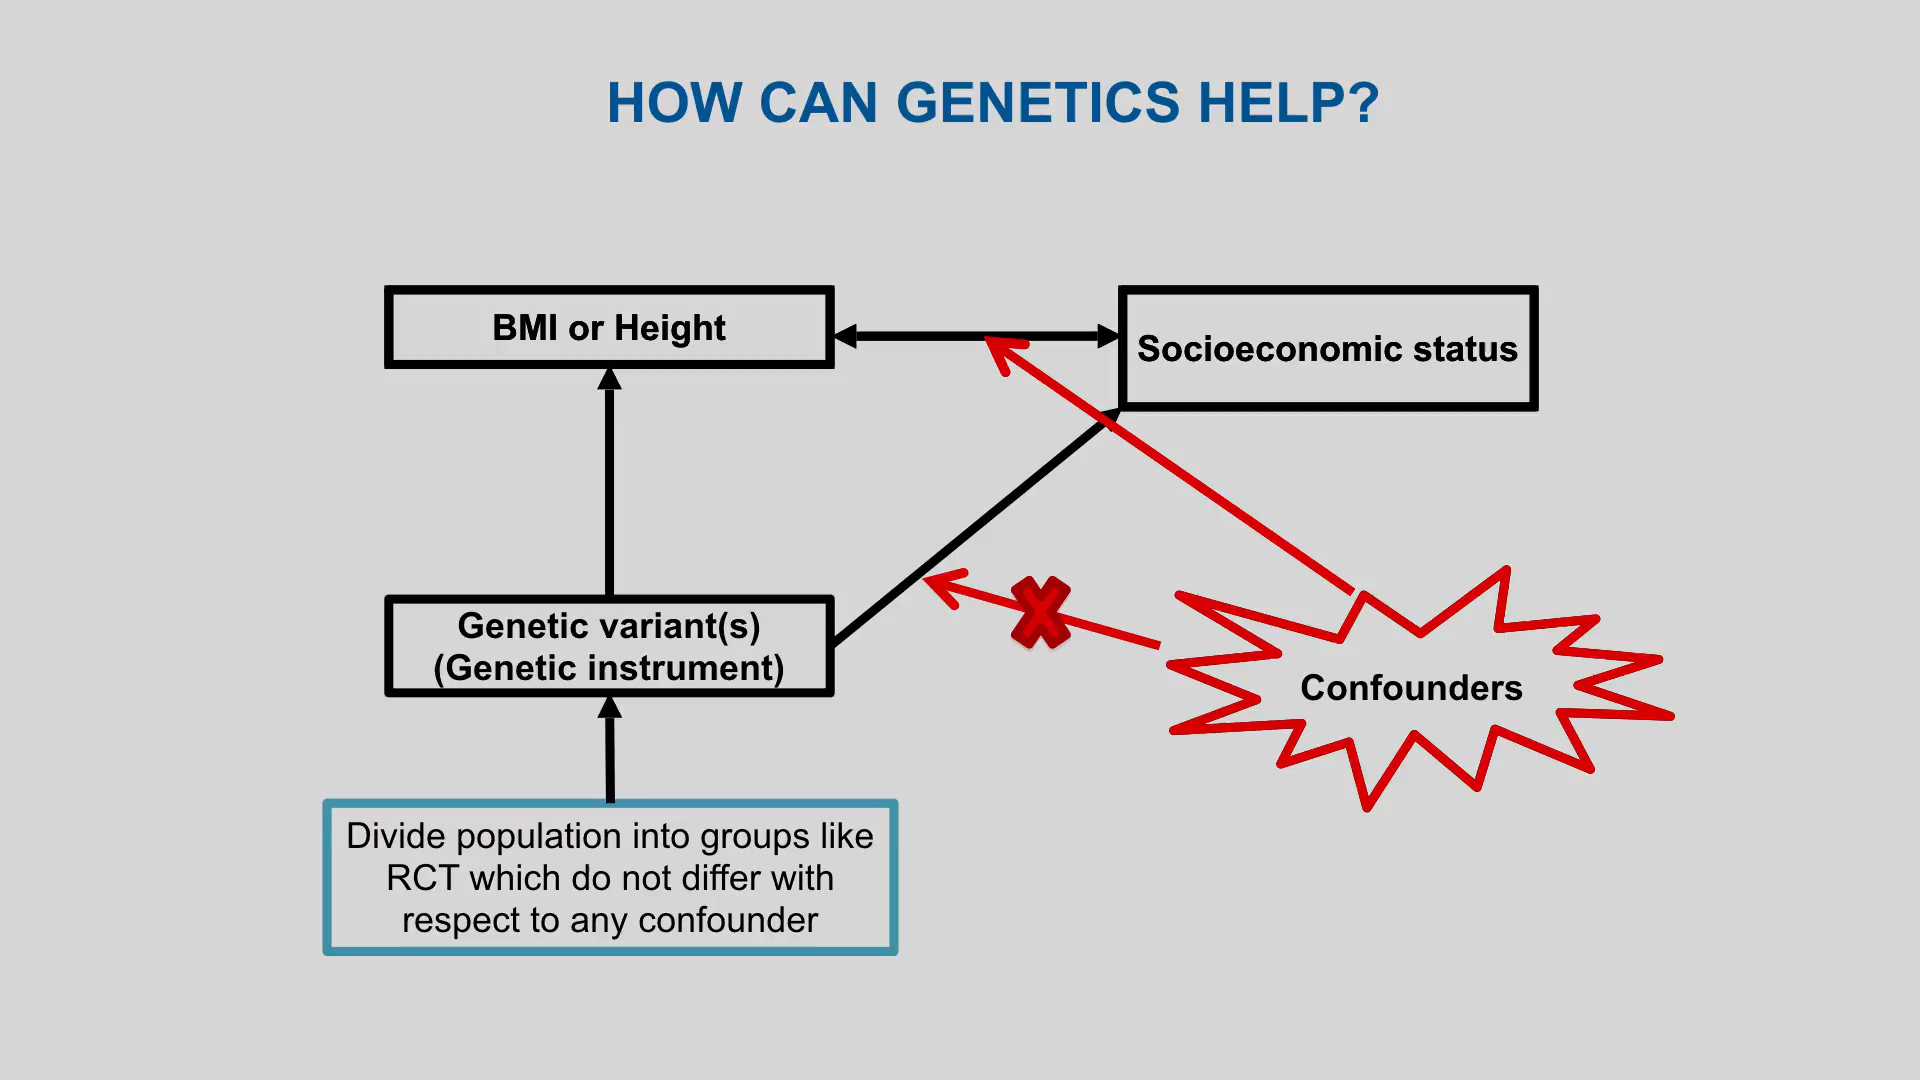 HOW CAN GENETICS HELP?
BMI or Height
Socioeconomic status
Genetic variant(s)
(Genetic instrument)
Confounders
Divide population into groups like
RCT which do not differ with
respect to any confounder